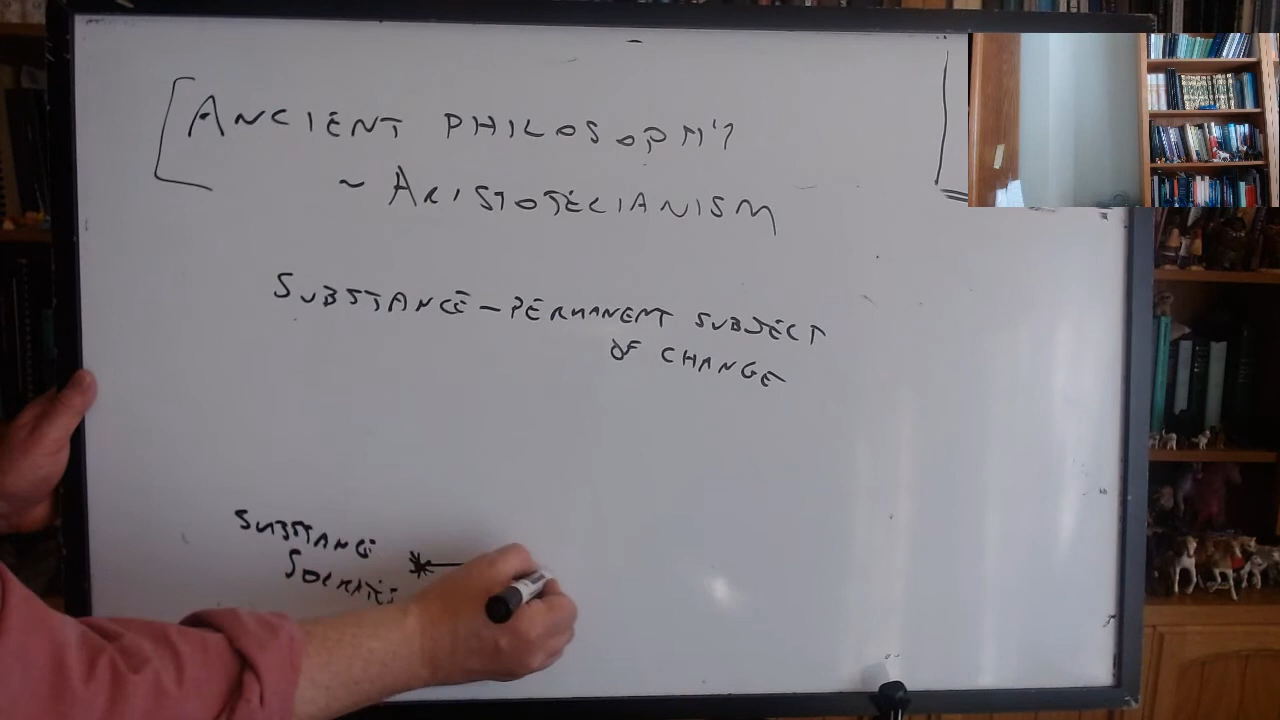 ANCIENT PHILOSOPHY
~ ARISTOTELIANISM
SUBSTANCE - PERMANENT SUBJECT
OF CHANGE
SUBSTANCE
SOCRATES